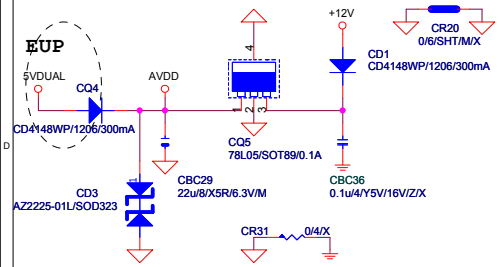 +12V
CR20
0/6/SHT/M/X
EUP
4
CD1
CD4148WP/1206/300mA
5VDUAL
CQ4
AVDD
1
2
3
CD4148WP/1206/300mA
CQ5
78L05/SOT89/0.1A
D
1
CBC29
22u/8/X5R/6.3V/M
CBC36
0.1u/4/Y5V/16V/Z/X
CD3
AZ2225-01L/SOD323
CR31
0/4/X